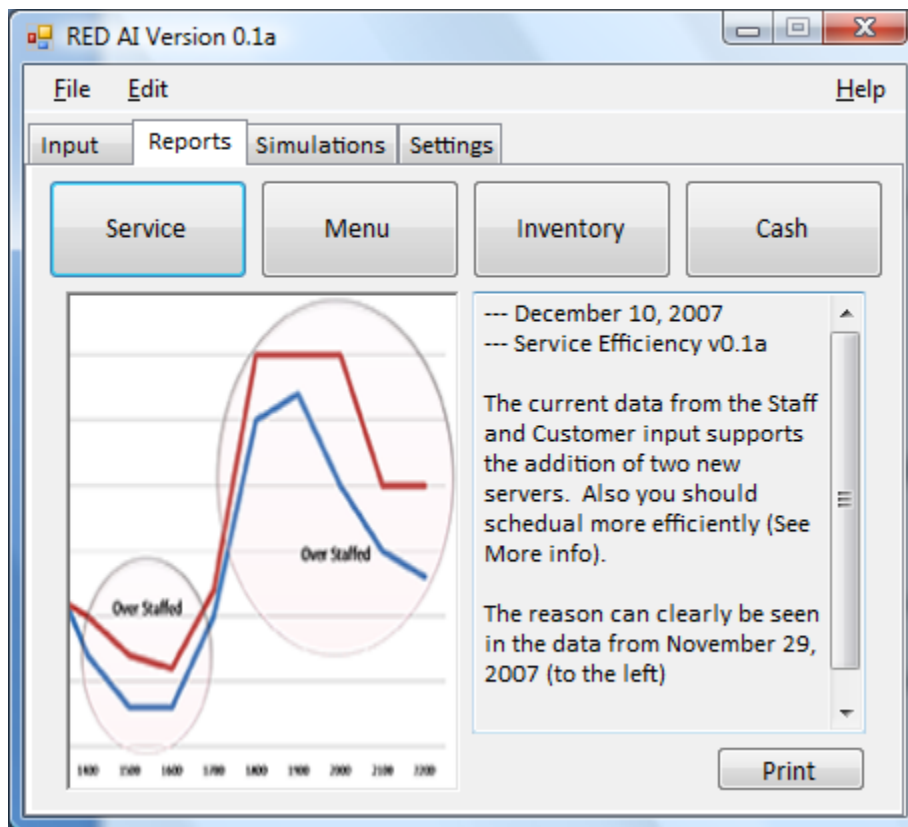 RED AI Version 0.1a
File Edit Help
Input Reports Simulations Settings
Service Menu Inventory Cash
--- December 10, 2007
--- Service Efficiency v0.1a
The current data from the Staff
and Customer input supports
the addition of two new
servers. Also you should
schedual more efficiently (See
More info).
The reason can clearly be seen
in the data from November 29,
2007 (to the left)
Over Staffed
Over Staffed
1400 1500 1600 1700 1800 1900 2000 2100 2200
Print